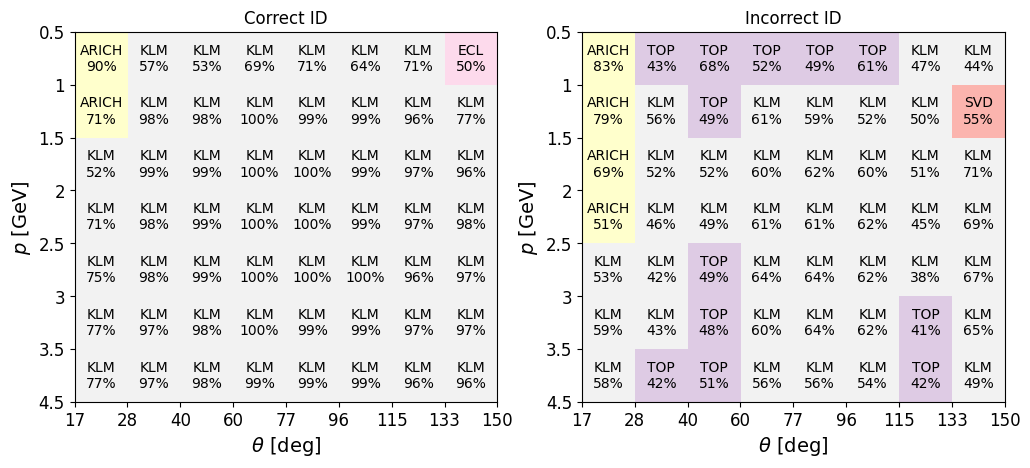 Correct ID
0.5
ARICH KLM KLM KLM KLM KLM KLM ECL
90% 57% 53% 69% 71% 64% 71% 50%
1
ARICH KLM KLM KLM KLM KLM KLM KLM
71% 98% 98% 100% 99% 99% 96% 77%
1.5
KLM KLM KLM KLM KLM KLM KLM KLM
52% 99% 99% 100% 100% 99% 97% 96%
2
KLM KLM KLM KLM KLM KLM KLM KLM
71% 98% 99% 100% 100% 99% 97% 98%
2.5
KLM KLM KLM KLM KLM KLM KLM KLM
75% 98% 99% 100% 100% 100% 96% 97%
3
KLM KLM KLM KLM KLM KLM KLM KLM
77% 97% 98% 100% 99% 99% 97% 97%
3.5
KLM KLM KLM KLM KLM KLM KLM KLM
77% 97% 98% 99% 99% 99% 96% 96%
4.5
17 28 40 60 77 96 115 133 150
θ [deg]
p [GeV]
Incorrect ID
0.5
ARICH TOP TOP TOP TOP TOP KLM KLM
83% 43% 68% 52% 49% 61% 47% 44%
1
ARICH KLM TOP KLM KLM KLM KLM SVD
79% 56% 49% 61% 59% 52% 50% 55%
1.5
ARICH KLM KLM KLM KLM KLM KLM KLM
69% 52% 52% 60% 62% 60% 51% 71%
2
ARICH KLM KLM KLM KLM KLM KLM KLM
51% 46% 49% 61% 61% 62% 45% 69%
2.5
KLM KLM TOP KLM KLM KLM KLM KLM
53% 42% 49% 64% 64% 62% 38% 67%
3
KLM KLM TOP KLM KLM KLM TOP KLM
59% 43% 48% 60% 64% 62% 41% 65%
3.5
KLM TOP TOP KLM KLM KLM TOP KLM
58% 42% 51% 56% 56% 54% 42% 49%
4.5
17 28 40 60 77 96 115 133 150
θ [deg]
p [GeV]